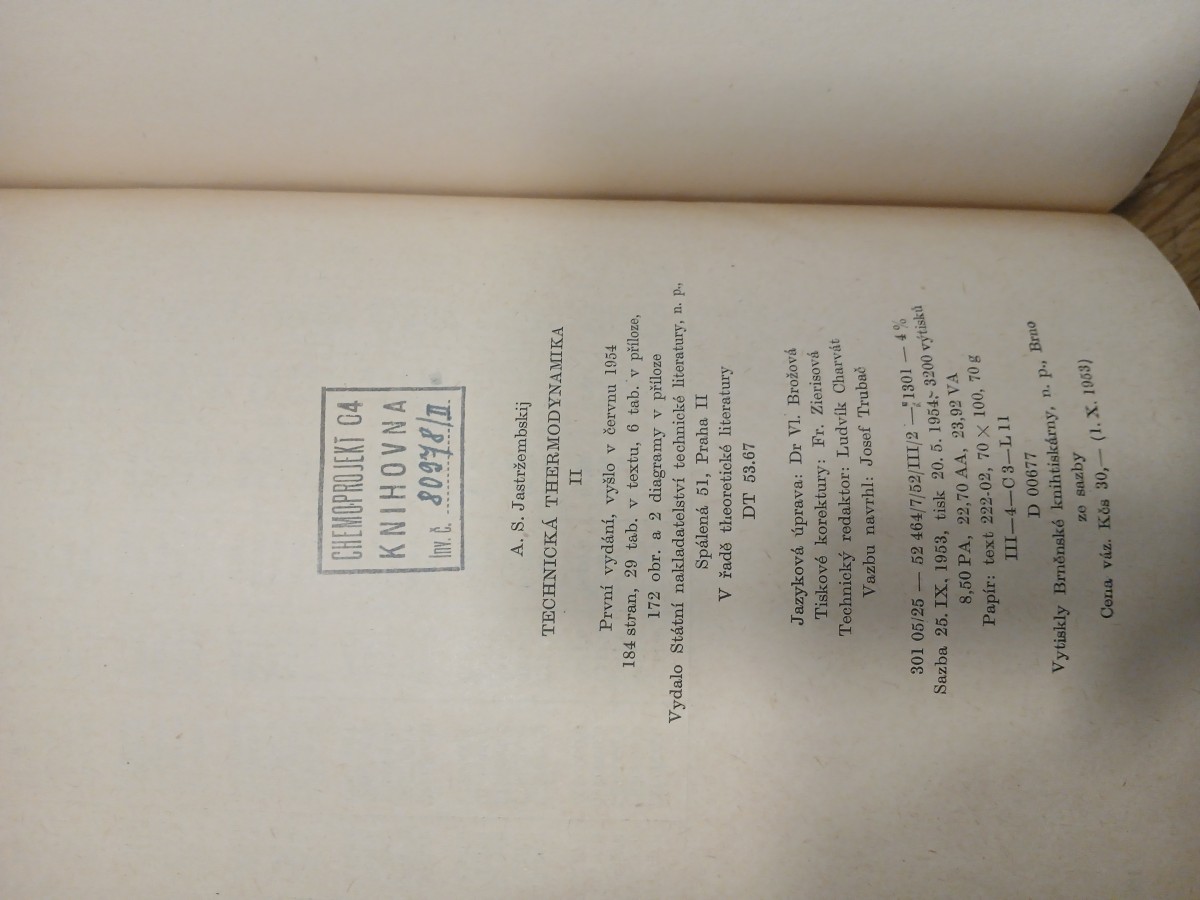 CHEMOPROJEKT 04
KNIHOVNA
Inv. č. 80978/II
A. S. Jastržembskij
TECHNICKÁ THERMODYNAMIKA
II
První vydání, vyšlo v červnu 1954
184 stran, 29 tab. v textu, 6 tab. v příloze,
172 obr. a 2 diagramy v příloze
Vydalo Státní nakladatelství technické literatury, n. p.,
Spálená 51, Praha II
V řadě theoretické literatury
DT 53.67
Jazyková úprava: Dr Vl. Brožová
Tiskové korektury: Fr. Zierisová
Technický redaktor: Ludvík Charvát
Vazbu navrhl: Josef Trubač
301 05/25 — 52 464/7/52/III/2 — 1301 — 4%
Sazba 25. IX. 1953, tisk 20. 5. 1954; 3200 výtisků
8,50 PA, 22,70 AA, 23,92 VA
Papír: text 222-02, 70 × 100, 70 g
III—4—C3—L11
D 00677
Vytiskly Brněnské knihtiskárny, n. p., Brno
ze sazby
Cena váz. Kčs 30,— (1. X. 1953)